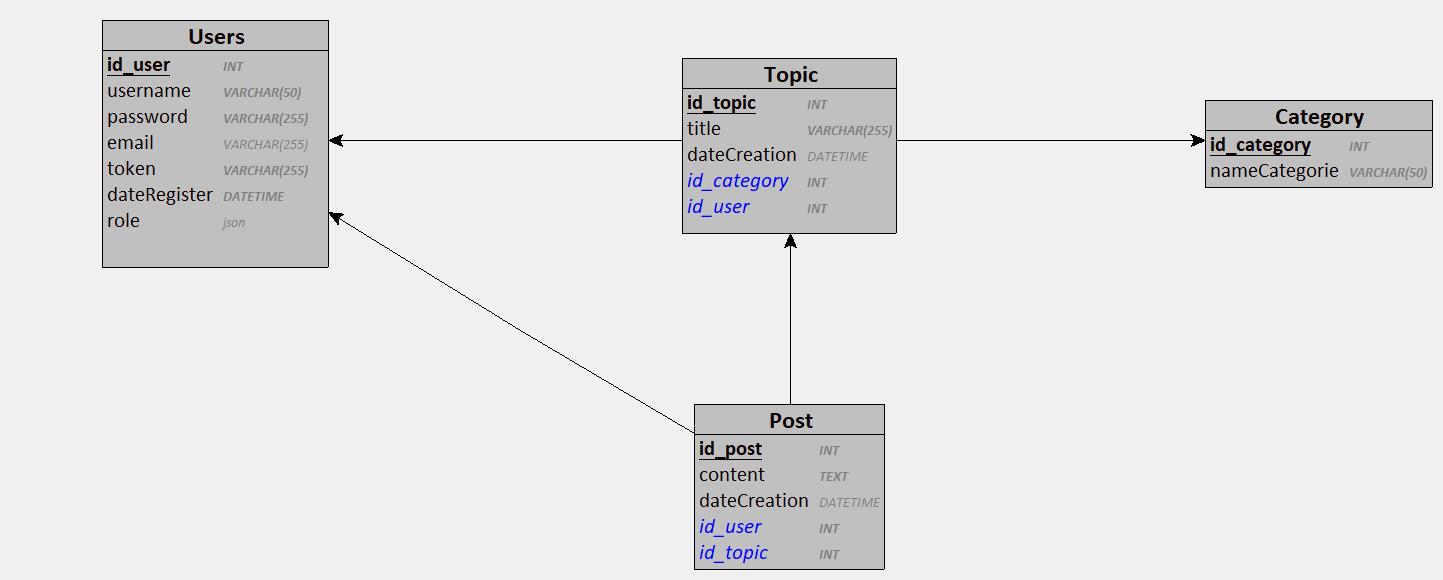 Users
id_user INT
username VARCHAR(50)
password VARCHAR(255)
email VARCHAR(255)
token VARCHAR(255)
dateRegister DATETIME
role json
Topic
id_topic INT
title VARCHAR(255)
dateCreation DATETIME
id_category INT
id_user INT
Category
id_category INT
nameCategorie VARCHAR(50)
Post
id_post INT
content TEXT
dateCreation DATETIME
id_user INT
id_topic INT